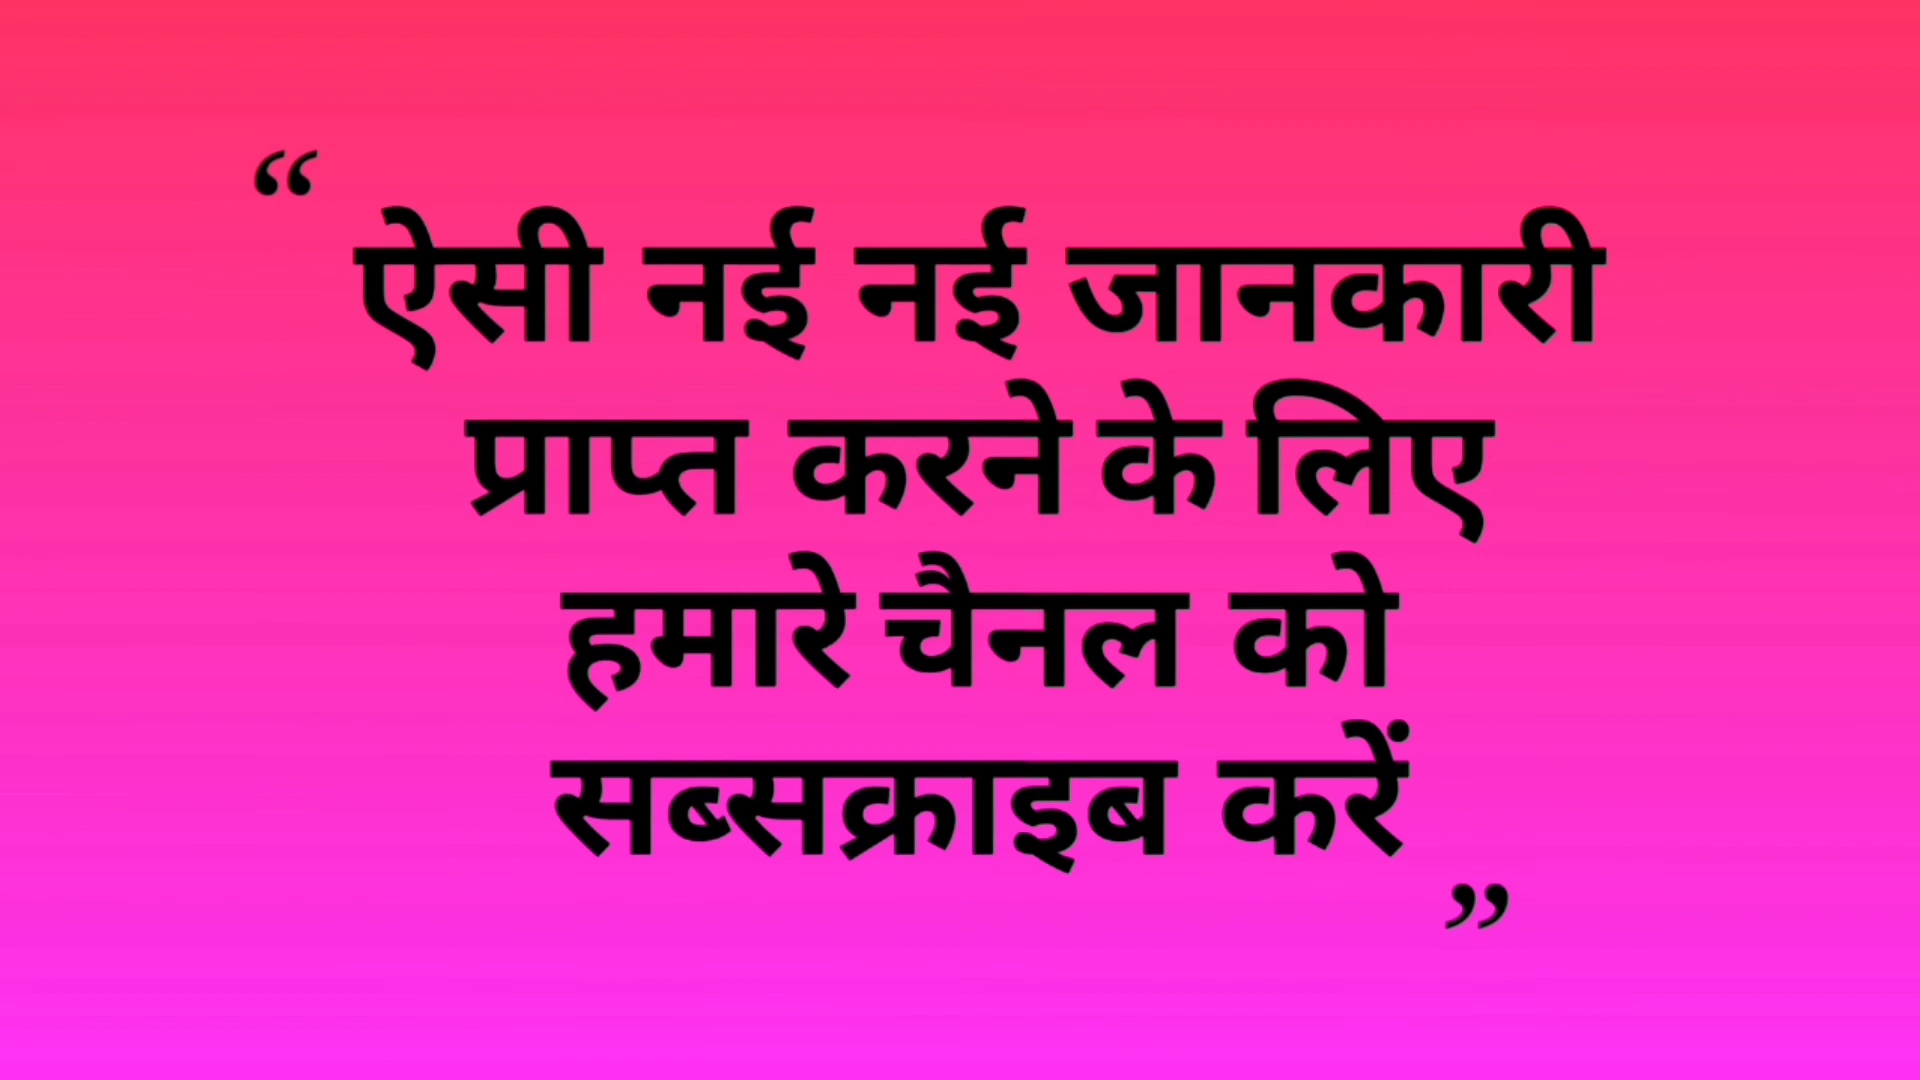 “ ऐसी नई नई जानकारी
प्राप्त करने के लिए
हमारे चैनल को
सब्सक्राइब करें ”